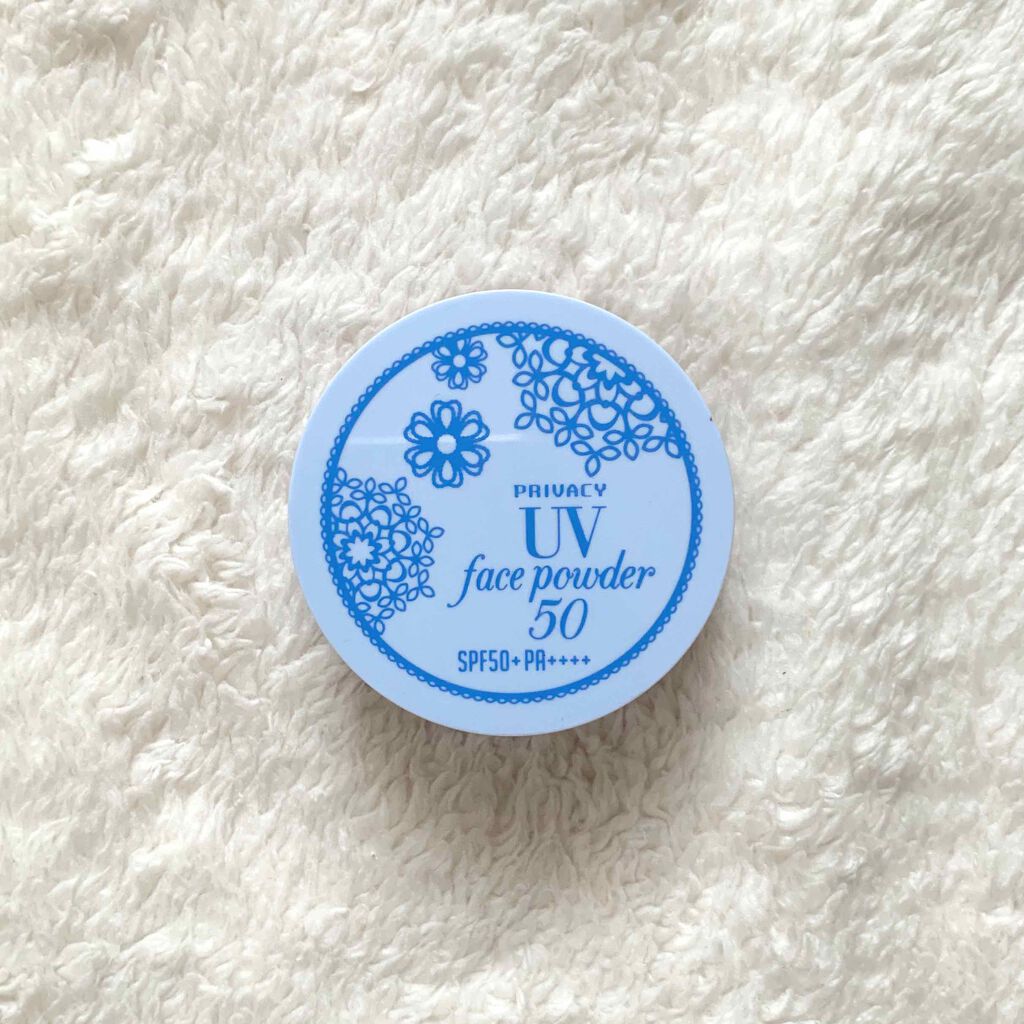 PRIVACY
UV
face powder
50
SPF50+PA++++